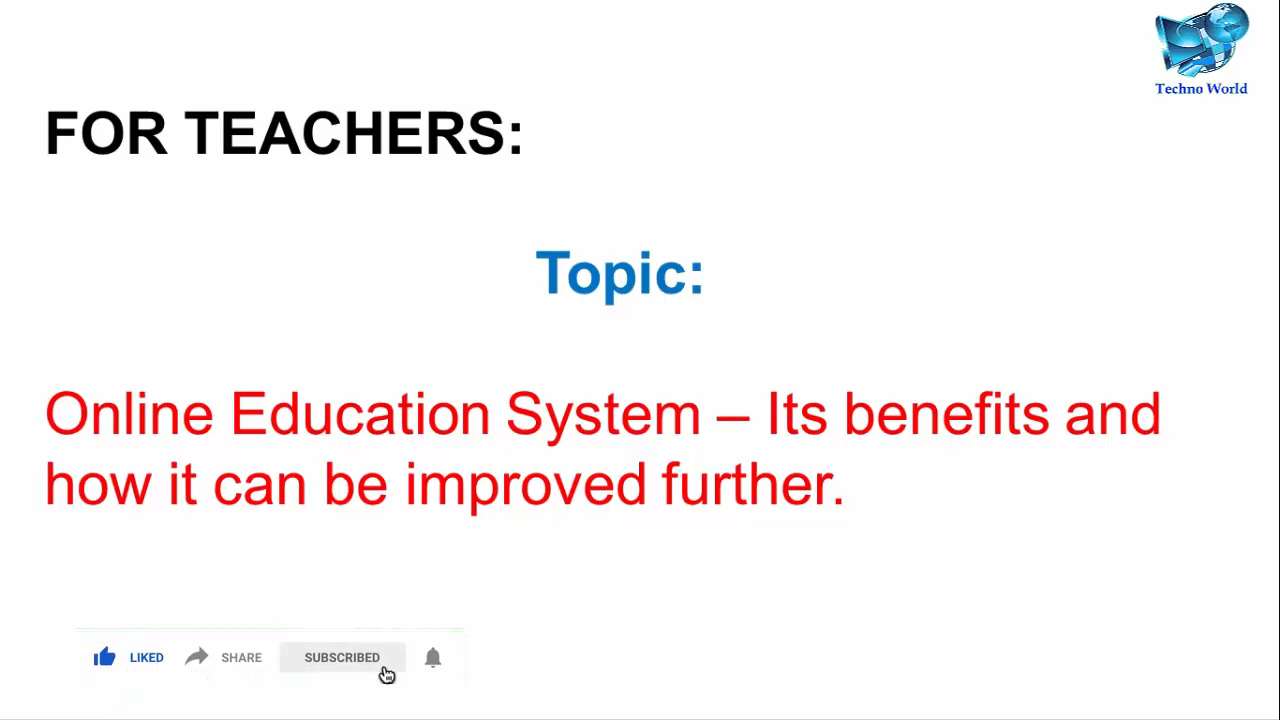 Techno World
FOR TEACHERS:
Topic:
Online Education System – Its benefits and
how it can be improved further.
LIKED SHARE SUBSCRIBED